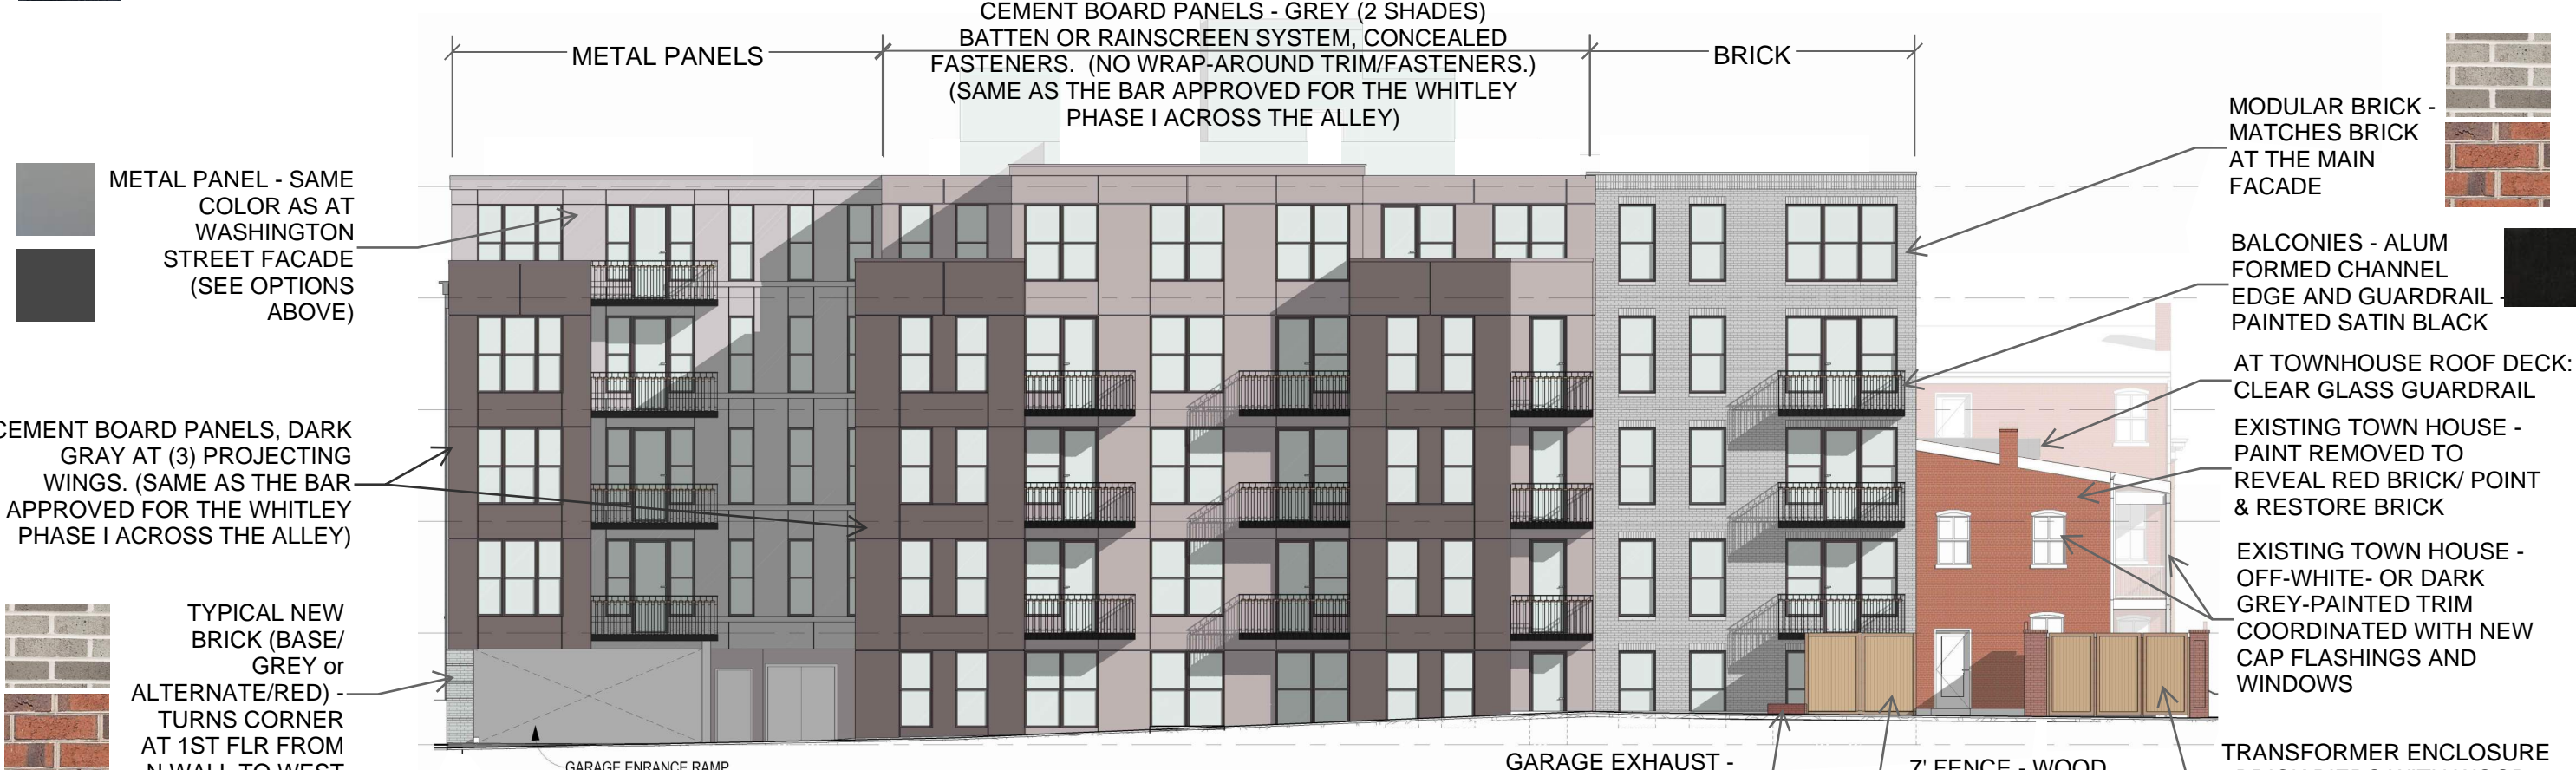 CEMENT BOARD PANELS - GREY (2 SHADES)
BATTEN OR RAINSCREEN SYSTEM, CONCEALED
FASTENERS. (NO WRAP-AROUND TRIM/FASTENERS.)
(SAME AS THE BAR APPROVED FOR THE WHITLEY
PHASE I ACROSS THE ALLEY)
METAL PANELS
BRICK
METAL PANEL - SAME
COLOR AS AT
WASHINGTON
STREET FACADE
(SEE OPTIONS
ABOVE)
CEMENT BOARD PANELS, DARK
GRAY AT (3) PROJECTING
WINGS. (SAME AS THE BAR
APPROVED FOR THE WHITLEY
PHASE I ACROSS THE ALLEY)
TYPICAL NEW
BRICK (BASE/
GREY or
ALTERNATE/RED) -
TURNS CORNER
AT 1ST FLR FROM
N WALL TO WEST
GARAGE ENRANCE RAMP
MODULAR BRICK -
MATCHES BRICK
AT THE MAIN
FACADE
BALCONIES - ALUM
FORMED CHANNEL
EDGE AND GUARDRAIL -
PAINTED SATIN BLACK
AT TOWNHOUSE ROOF DECK:
CLEAR GLASS GUARDRAIL
EXISTING TOWN HOUSE -
PAINT REMOVED TO
REVEAL RED BRICK/ POINT
& RESTORE BRICK
EXISTING TOWN HOUSE -
OFF-WHITE- OR DARK
GREY-PAINTED TRIM
COORDINATED WITH NEW
CAP FLASHINGS AND
WINDOWS
GARAGE EXHAUST -
7' FENCE - WOOD
TRANSFORMER ENCLOSURE